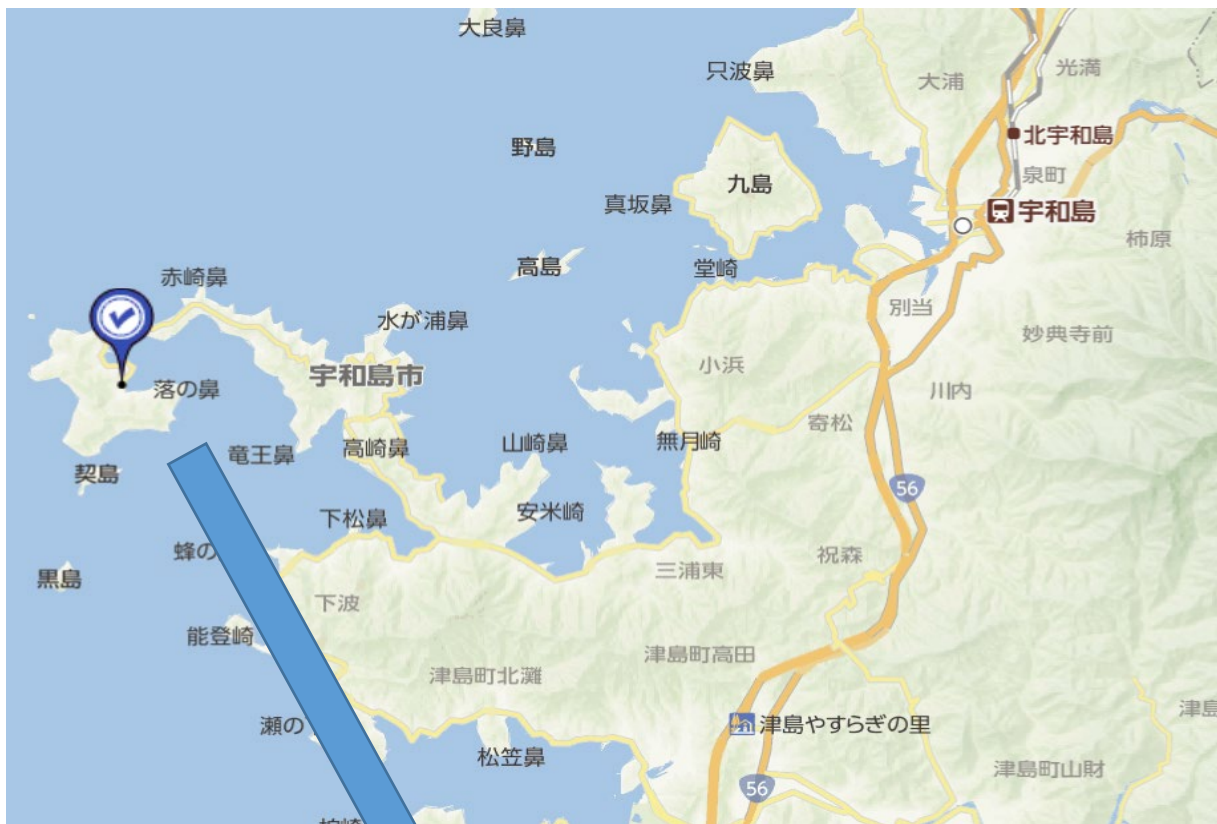 大良鼻
只波鼻
大浦
光満
北宇和島
野島
泉町
九島
真坂鼻
宇和島
柿原
高島
堂崎
赤崎鼻
別当
水が浦鼻
妙典寺前
小浜
宇和島市
落の鼻
川内
寄松
高崎鼻
山崎鼻
無月崎
竜王鼻
契島
56
安米崎
下松鼻
蜂の
祝森
三浦東
黒島
下波
能登崎
津島町高田
津島町北灘
津島
瀬の
津島やすらぎの里
松笠鼻
津島町山財
56